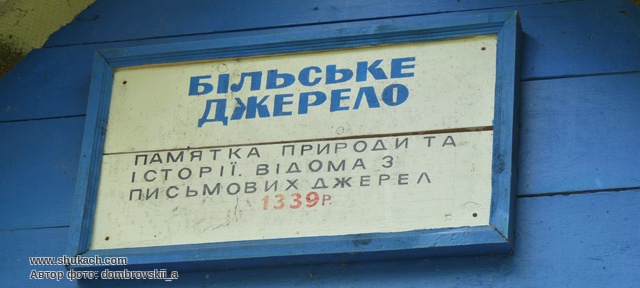 БІЛЬСЬКЕ
ДЖЕРЕЛО
ПАМЯТКА ПРИРОДИ ТА
ІСТОРІЇ. ВІДОМА З
ПИСЬМОВИХ ДЖЕРЕЛ
1339Р.
www.shukach.com
Автор фото: dombrovskii_a